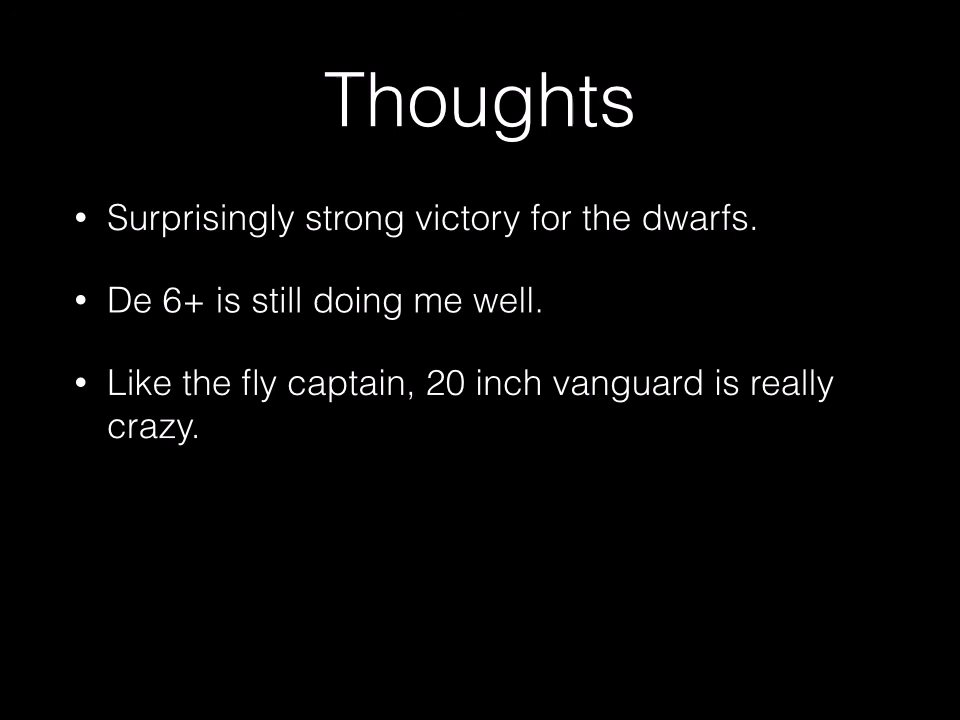 Thoughts
• Surprisingly strong victory for the dwarfs.
• De 6+ is still doing me well.
• Like the fly captain, 20 inch vanguard is really
crazy.